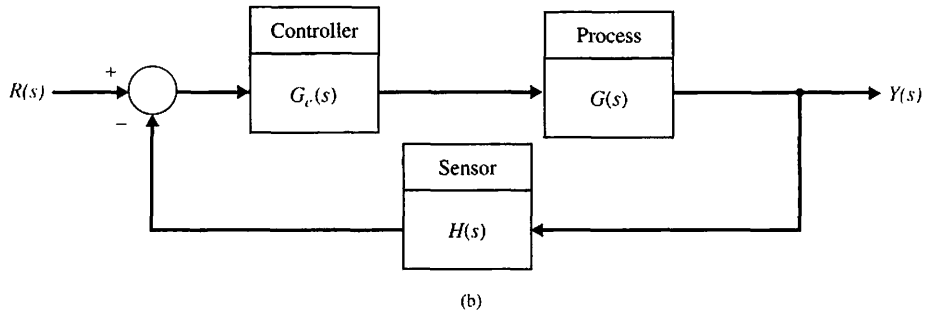 Controller
Process
R(s)
+
G_c(s)
G(s)
Y(s)
−
Sensor
H(s)
(b)